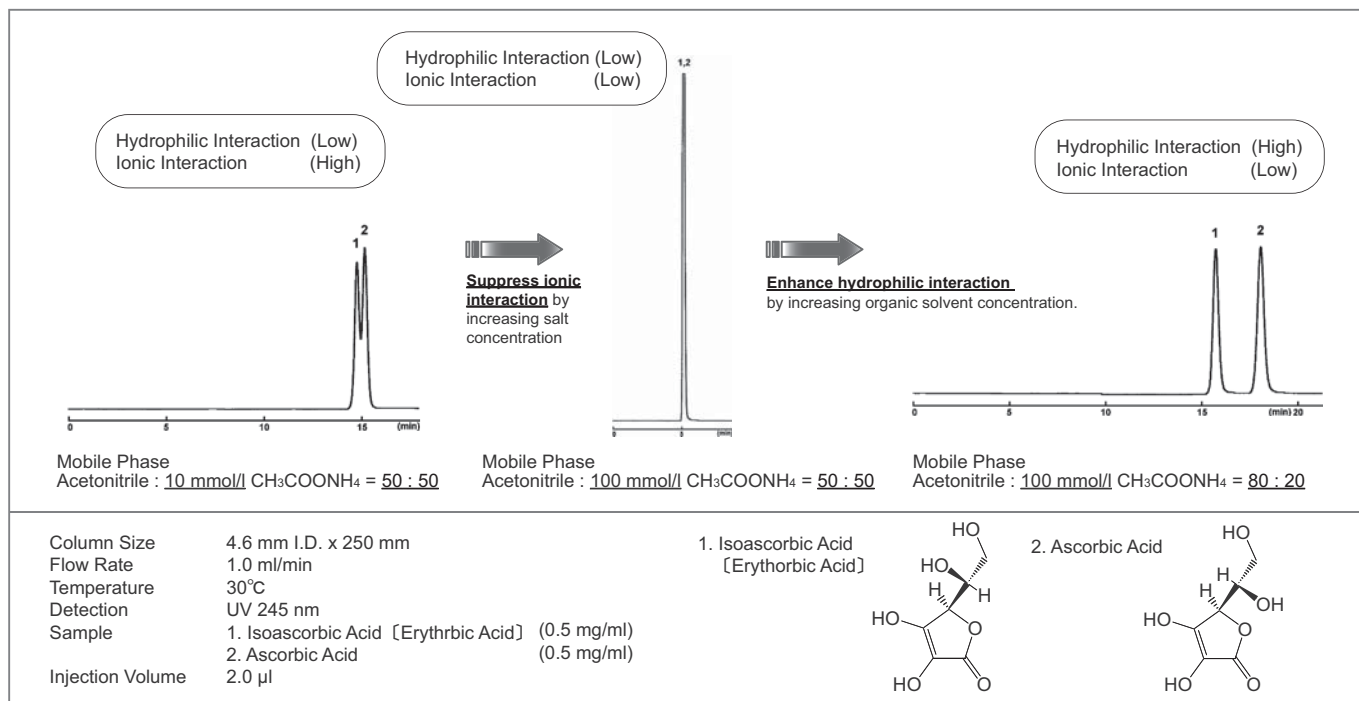 Hydrophilic Interaction (Low)
Ionic Interaction (High)
1 2
0 5 10 15 (min)
Mobile Phase
Acetonitrile : 10 mmol/l CH₃COONH₄ = 50 : 50
Suppress ionic
interaction by
increasing salt
concentration
Hydrophilic Interaction (Low)
Ionic Interaction (Low)
1,2
0 5 (min)
Mobile Phase
Acetonitrile : 100 mmol/l CH₃COONH₄ = 50 : 50
Enhance hydrophilic interaction
by increasing organic solvent concentration.
Hydrophilic Interaction (High)
Ionic Interaction (Low)
1 2
0 5 10 15 (min) 20
Mobile Phase
Acetonitrile : 100 mmol/l CH₃COONH₄ = 80 : 20
Column Size 4.6 mm I.D. x 250 mm
Flow Rate 1.0 ml/min
Temperature 30℃
Detection UV 245 nm
Sample 1. Isoascorbic Acid〔Erythrbic Acid〕 (0.5 mg/ml)
2. Ascorbic Acid (0.5 mg/ml)
Injection Volume 2.0 µl
1. Isoascorbic Acid
〔Erythorbic Acid〕
HO
HO
H
H
HO
O
HO
O
2. Ascorbic Acid
HO
H
H
OH
HO
O
HO
O